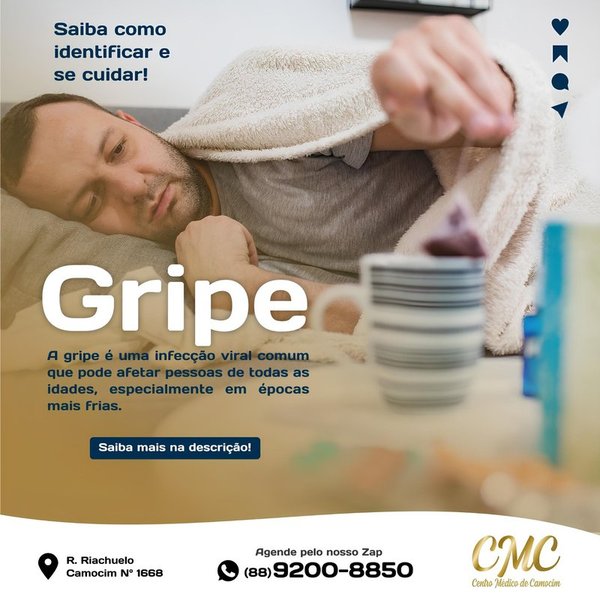 Saiba como
identificar e
se cuidar!
Gripe
A gripe é uma infecção viral comum
que pode afetar pessoas de todas as
idades, especialmente em épocas
mais frias.
Saiba mais na descrição!
R. Riachuelo
Camocim Nº 1668
Agende pelo nosso Zap
(88)9200-8850
CMC
Centro Médico de Camocim